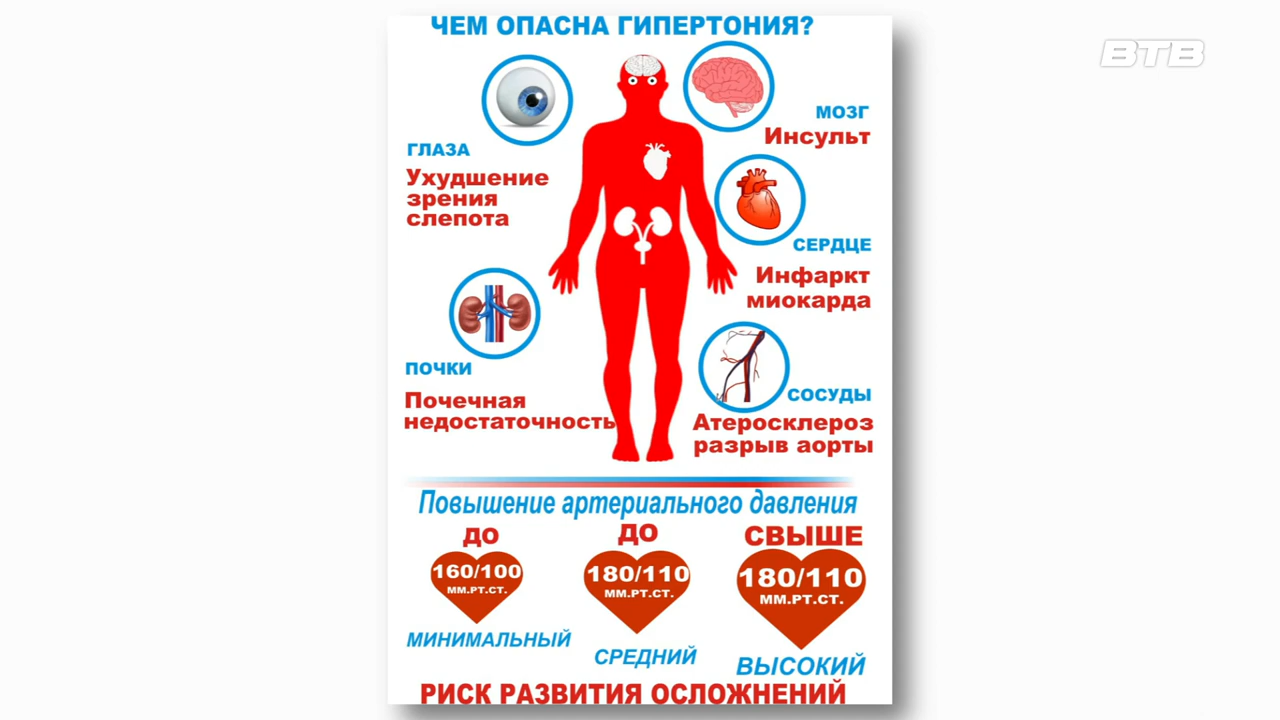 ЧЕМ ОПАСНА ГИПЕРТОНИЯ?
ВТВ
ГЛАЗА
Ухудшение
зрения
слепота
МОЗГ
Инсульт
СЕРДЦЕ
Инфаркт
миокарда
ПОЧКИ
Почечная
недостаточность
СОСУДЫ
Атеросклероз
разрыв аорты
Повышение артериального давления
ДО
160/100
ММ.РТ.СТ.
МИНИМАЛЬНЫЙ
ДО
180/110
ММ.РТ.СТ.
СРЕДНИЙ
СВЫШЕ
180/110
ММ.РТ.СТ.
ВЫСОКИЙ
РИСК РАЗВИТИЯ ОСЛОЖНЕНИЙ